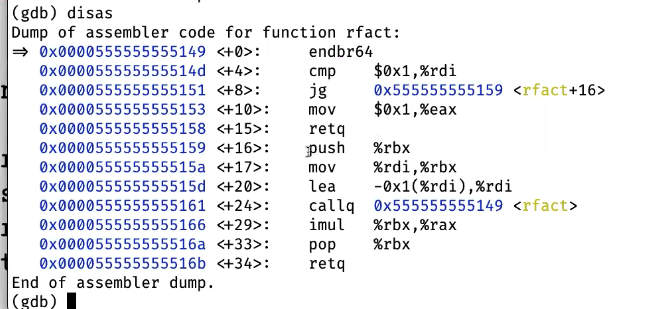 (gdb) disas
Dump of assembler code for function rfact:
=> 0x0000555555555149 <+0>: endbr64
0x000055555555514d <+4>: cmp $0x1,%rdi
0x0000555555555151 <+8>: jg 0x555555555159 <rfact+16>
0x0000555555555153 <+10>: mov $0x1,%eax
0x0000555555555158 <+15>: retq
0x0000555555555159 <+16>: push %rbx
0x000055555555515a <+17>: mov %rdi,%rbx
0x000055555555515d <+20>: lea -0x1(%rdi),%rdi
0x0000555555555161 <+24>: callq 0x555555555149 <rfact>
0x0000555555555166 <+29>: imul %rbx,%rax
0x000055555555516a <+33>: pop %rbx
0x000055555555516b <+34>: retq
End of assembler dump.
(gdb)